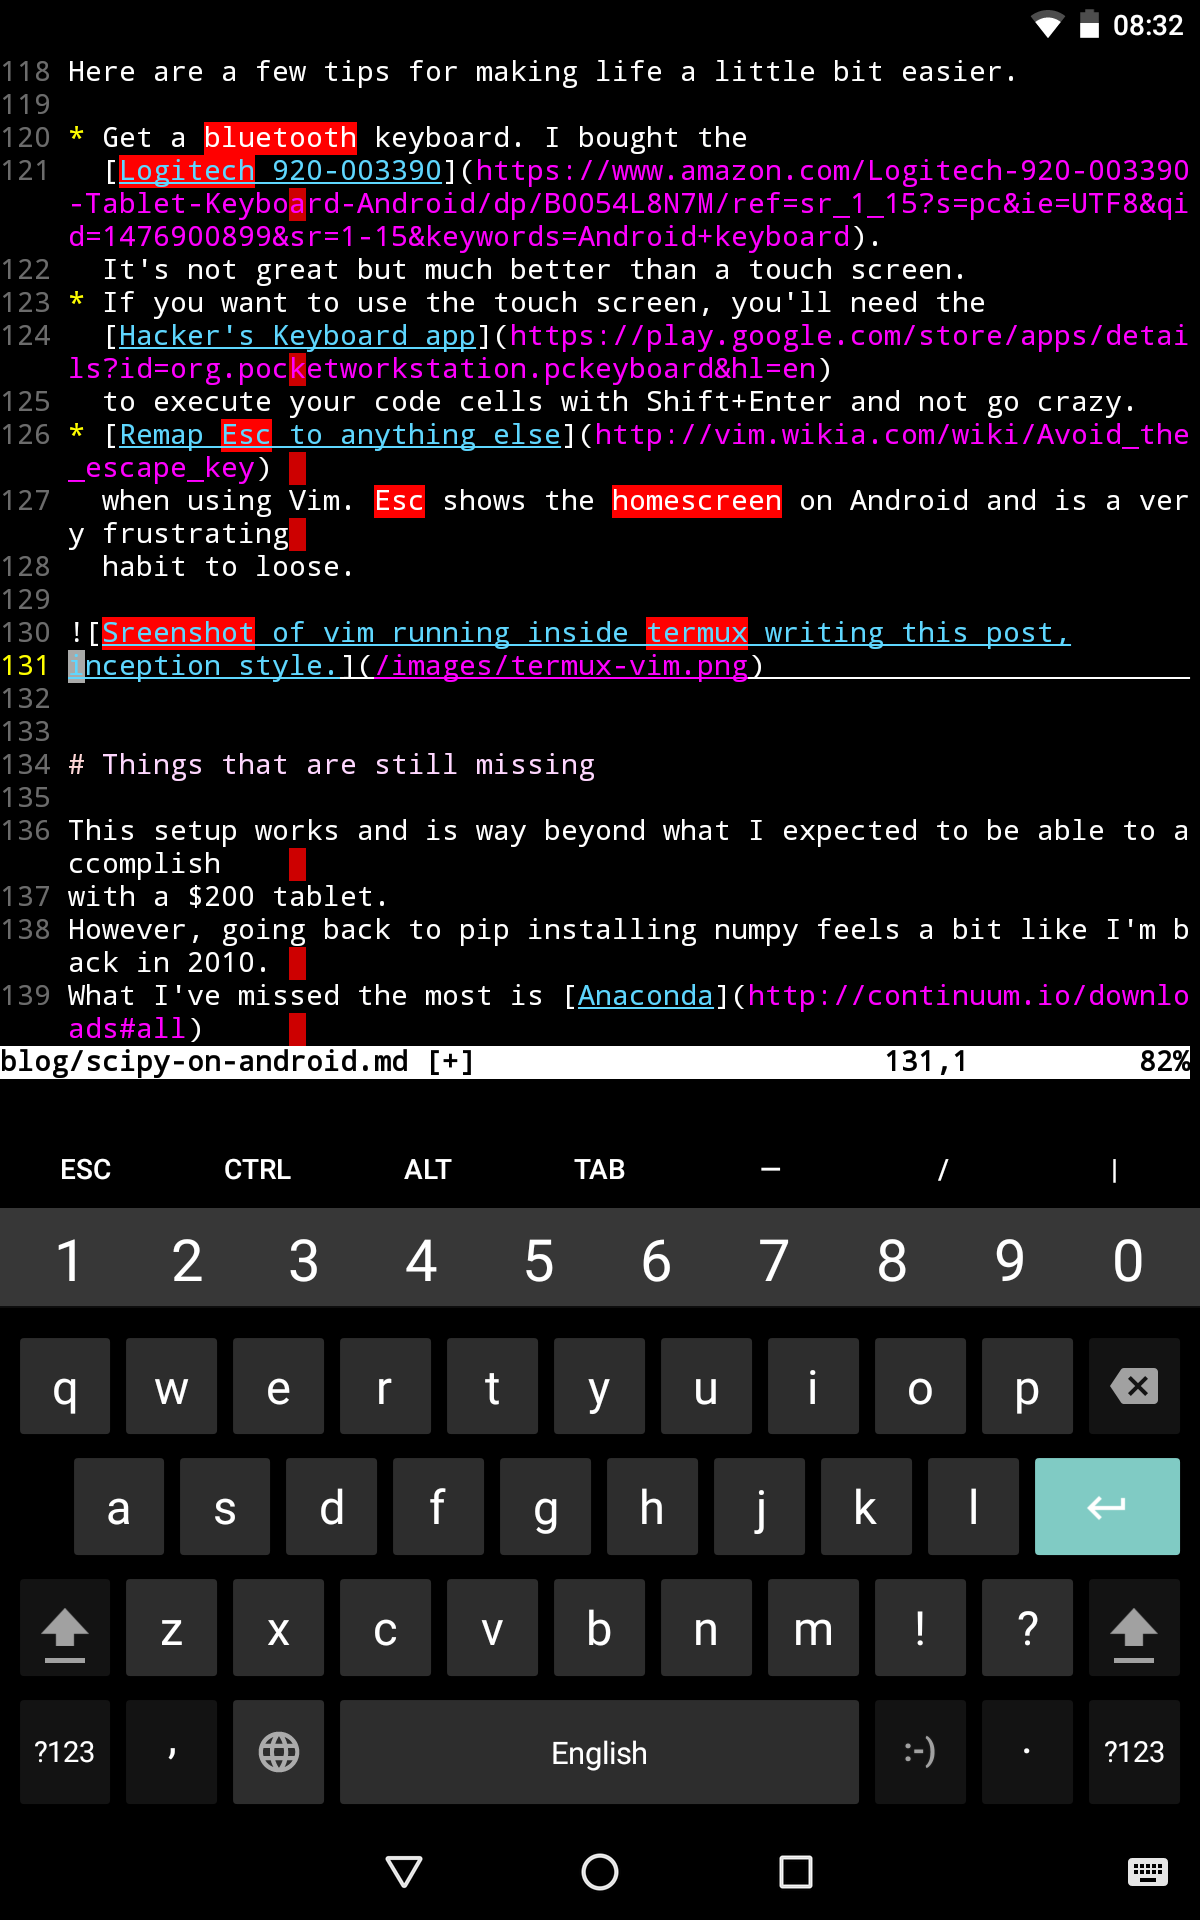 08:32
118 Here are a few tips for making life a little bit easier.
119
120 * Get a bluetooth keyboard. I bought the
121 [Logitech 920-003390](https://www.amazon.com/Logitech-920-003390
-Tablet-Keyboard-Android/dp/B0054L8N7M/ref=sr_1_15?s=pc&ie=UTF8&qi
d=1476900899&sr=1-15&keywords=Android+keyboard).
122 It's not great but much better than a touch screen.
123 * If you want to use the touch screen, you'll need the
124 [Hacker's Keyboard app](https://play.google.com/store/apps/detai
ls?id=org.pocketworkstation.pckeyboard&hl=en)
125 to execute your code cells with Shift+Enter and not go crazy.
126 * [Remap Esc to anything else](http://vim.wikia.com/wiki/Avoid_the
_escape_key)
127 when using Vim. Esc shows the homescreen on Android and is a ver
y frustrating
128 habit to loose.
129
130 ![Sreenshot of vim running inside termux writing this post,
131 inception style.](/images/termux-vim.png)
132
133
134 # Things that are still missing
135
136 This setup works and is way beyond what I expected to be able to a
ccomplish
137 with a $200 tablet.
138 However, going back to pip installing numpy feels a bit like I'm b
ack in 2010.
139 What I've missed the most is [Anaconda](http://continuum.io/downlo
ads#all)
blog/scipy-on-android.md [+] 131,1 82%
ESC CTRL ALT TAB — / |
1 2 3 4 5 6 7 8 9 0
q w e r t y u i o p
a s d f g h j k l
z x c v b n m ! ?
?123 , English :-) . ?123